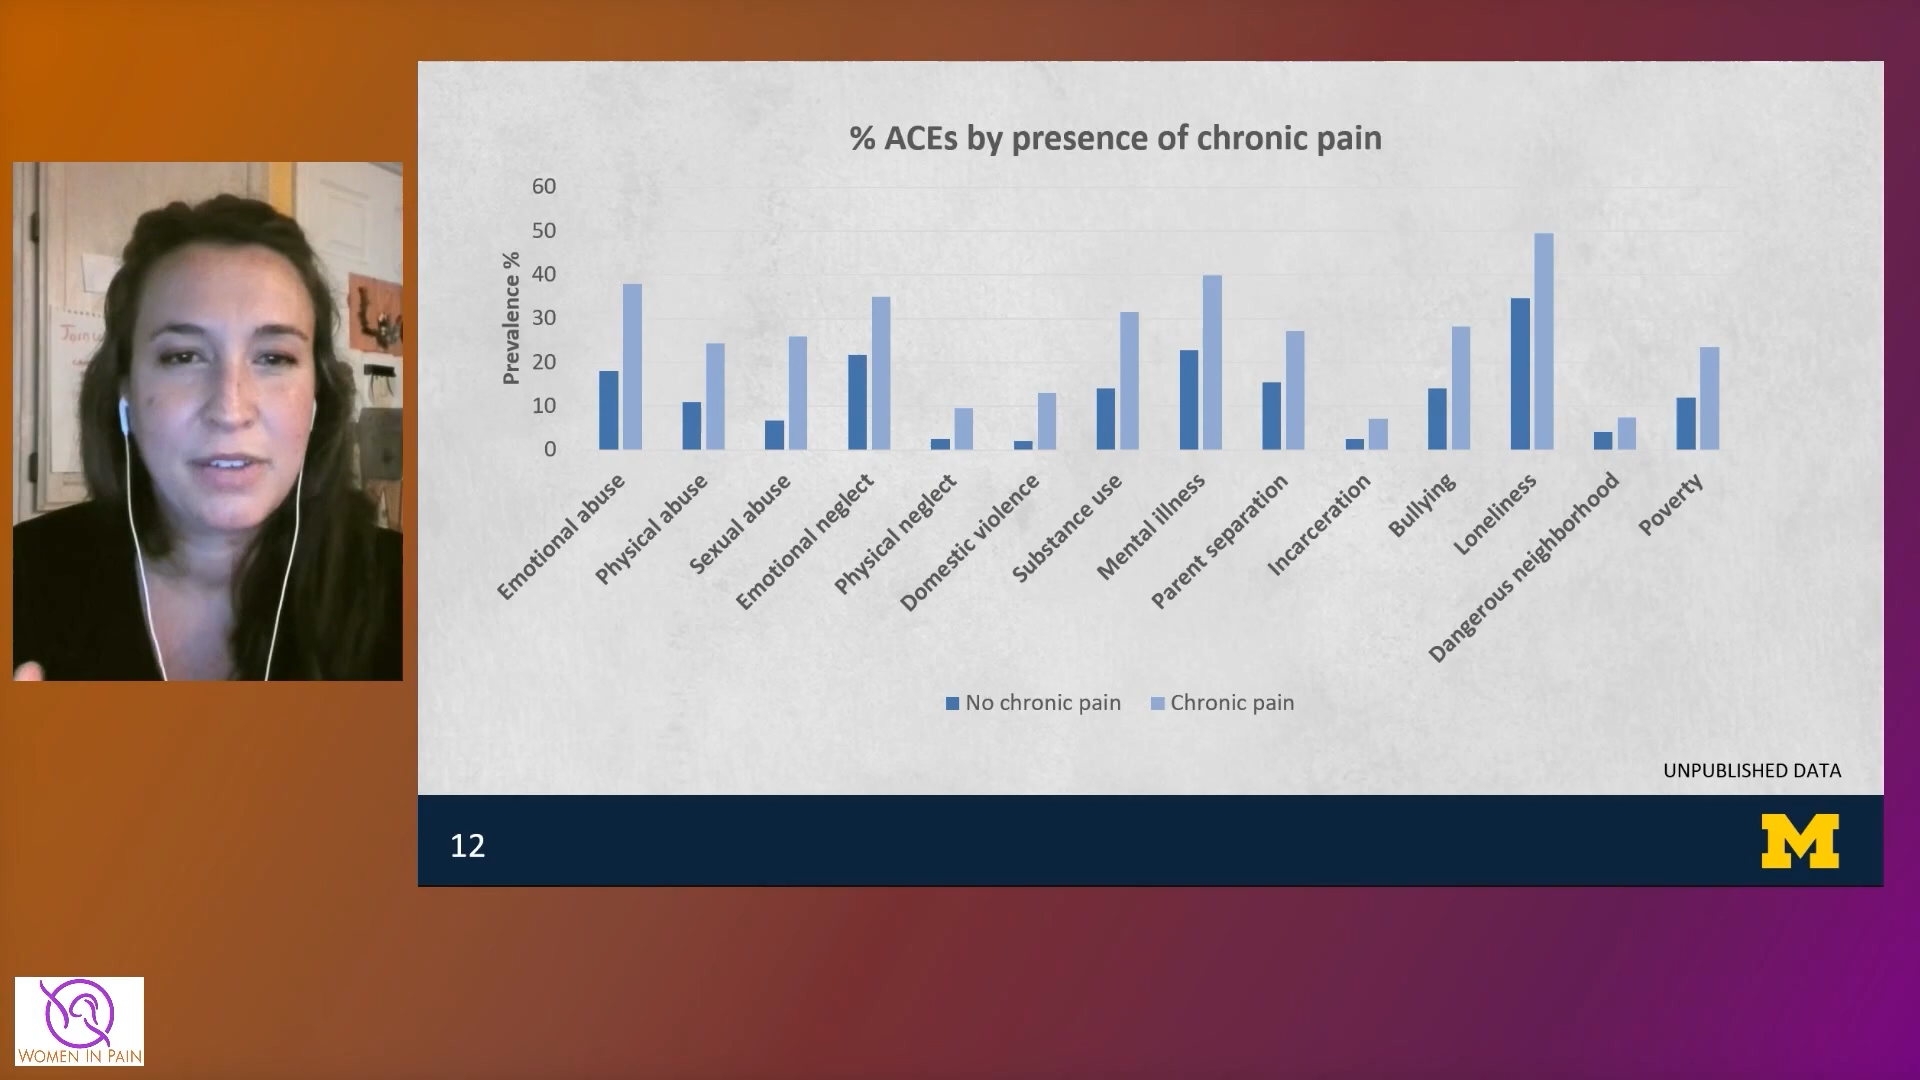 % ACEs by presence of chronic pain
60
50
40
30
20
10
0
Prevalence %
Emotional abuse
Physical abuse
Sexual abuse
Emotional neglect
Physical neglect
Domestic violence
Substance use
Mental illness
Parent separation
Incarceration
Bullying
Loneliness
Dangerous neighborhood
Poverty
No chronic pain
Chronic pain
UNPUBLISHED DATA
12
M
WOMEN IN PAIN